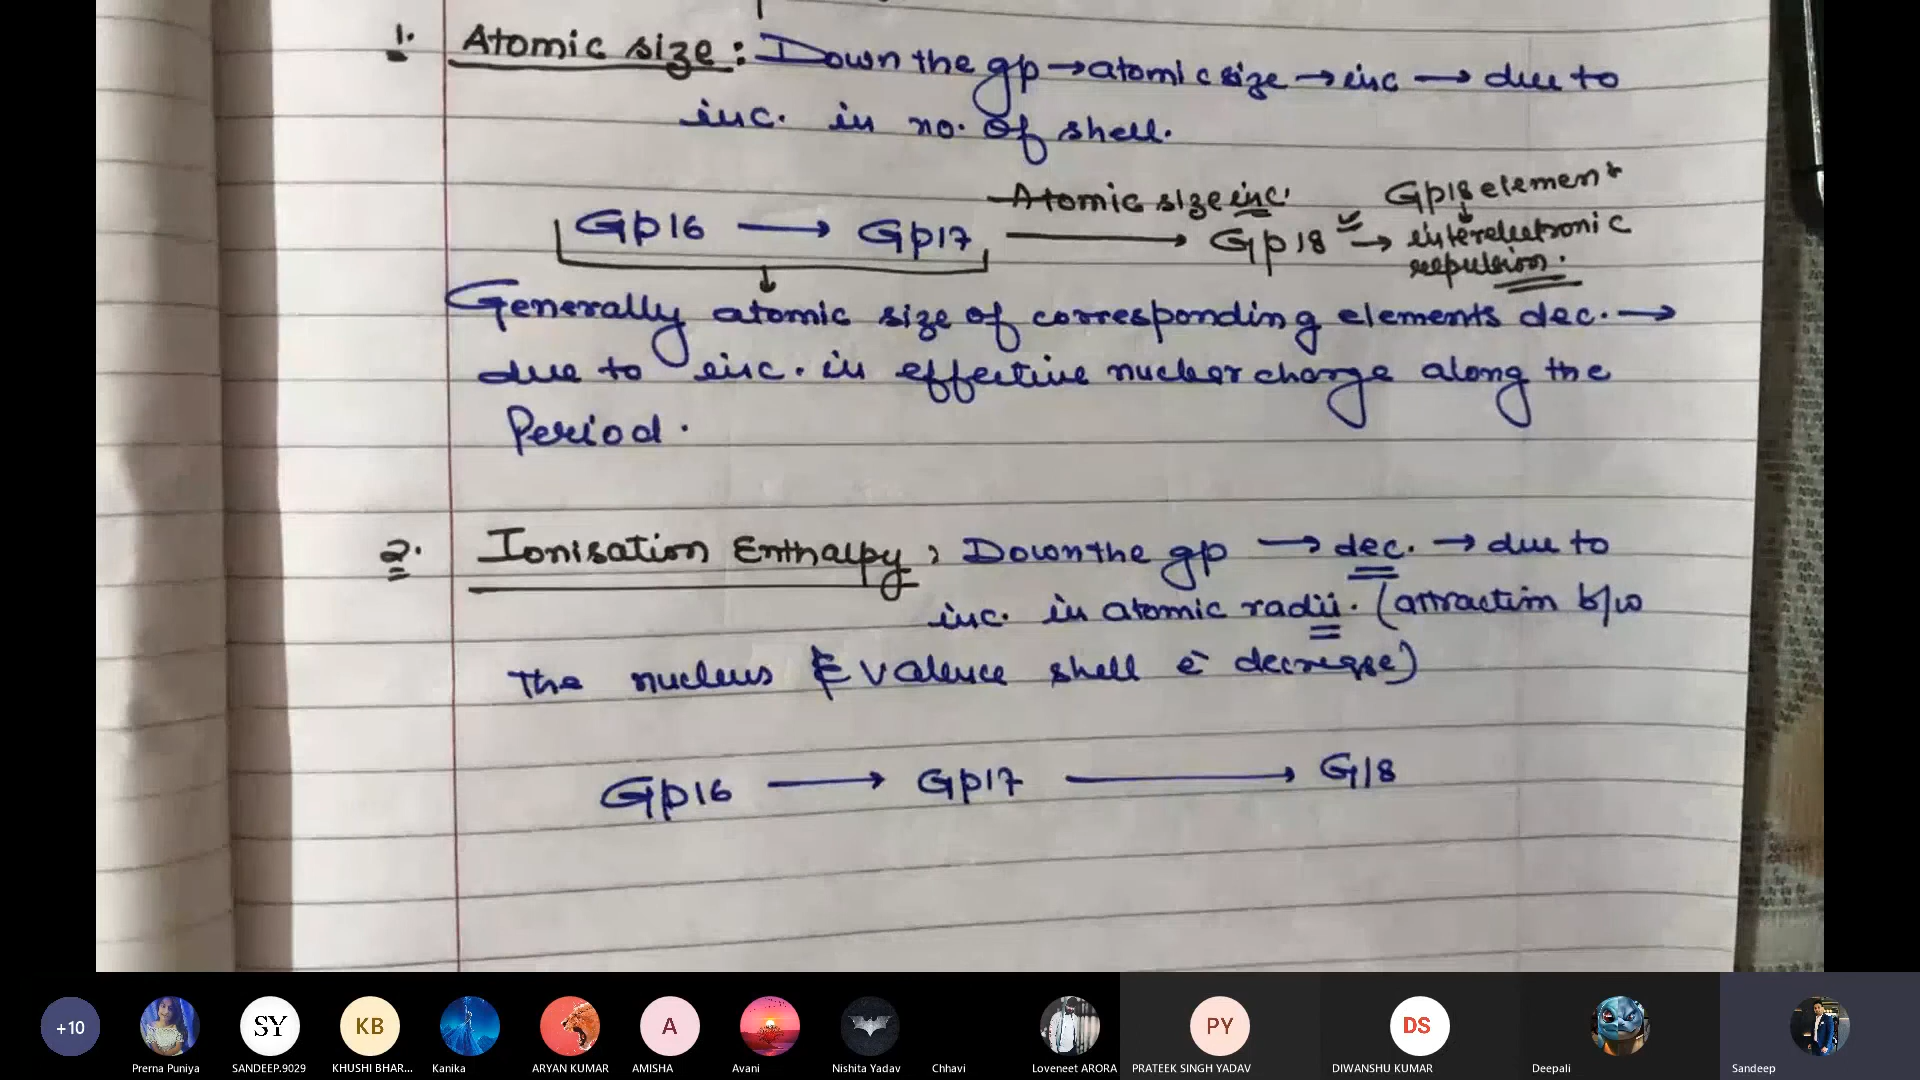 1. Atomic size: Down the gp → atomic size → inc → due to
inc. in no. of shell.
Atomic size inc.
Gp18 element
Gp16 → Gp17 → Gp18 → interelectronic
repulsion.
Generally atomic size of corresponding elements dec. →
due to inc. in effective nuclear charge along the
Period.
2. Ionisation Enthalpy, Down the gp → dec. → due to
inc. in atomic radii. (attraction b/w
the nucleus & valence shell e⁻ decrease)
Gp16 → Gp17 → G18
+10 SY KB A PY DS
Prerna Puniya SANDEEP.9029 KHUSHI BHAR... Kanika ARYAN KUMAR AMISHA Avani Nishita Yadav Chhavi Loveneet ARORA PRATEEK SINGH YADAV DIWANSHU KUMAR Deepali Sandeep